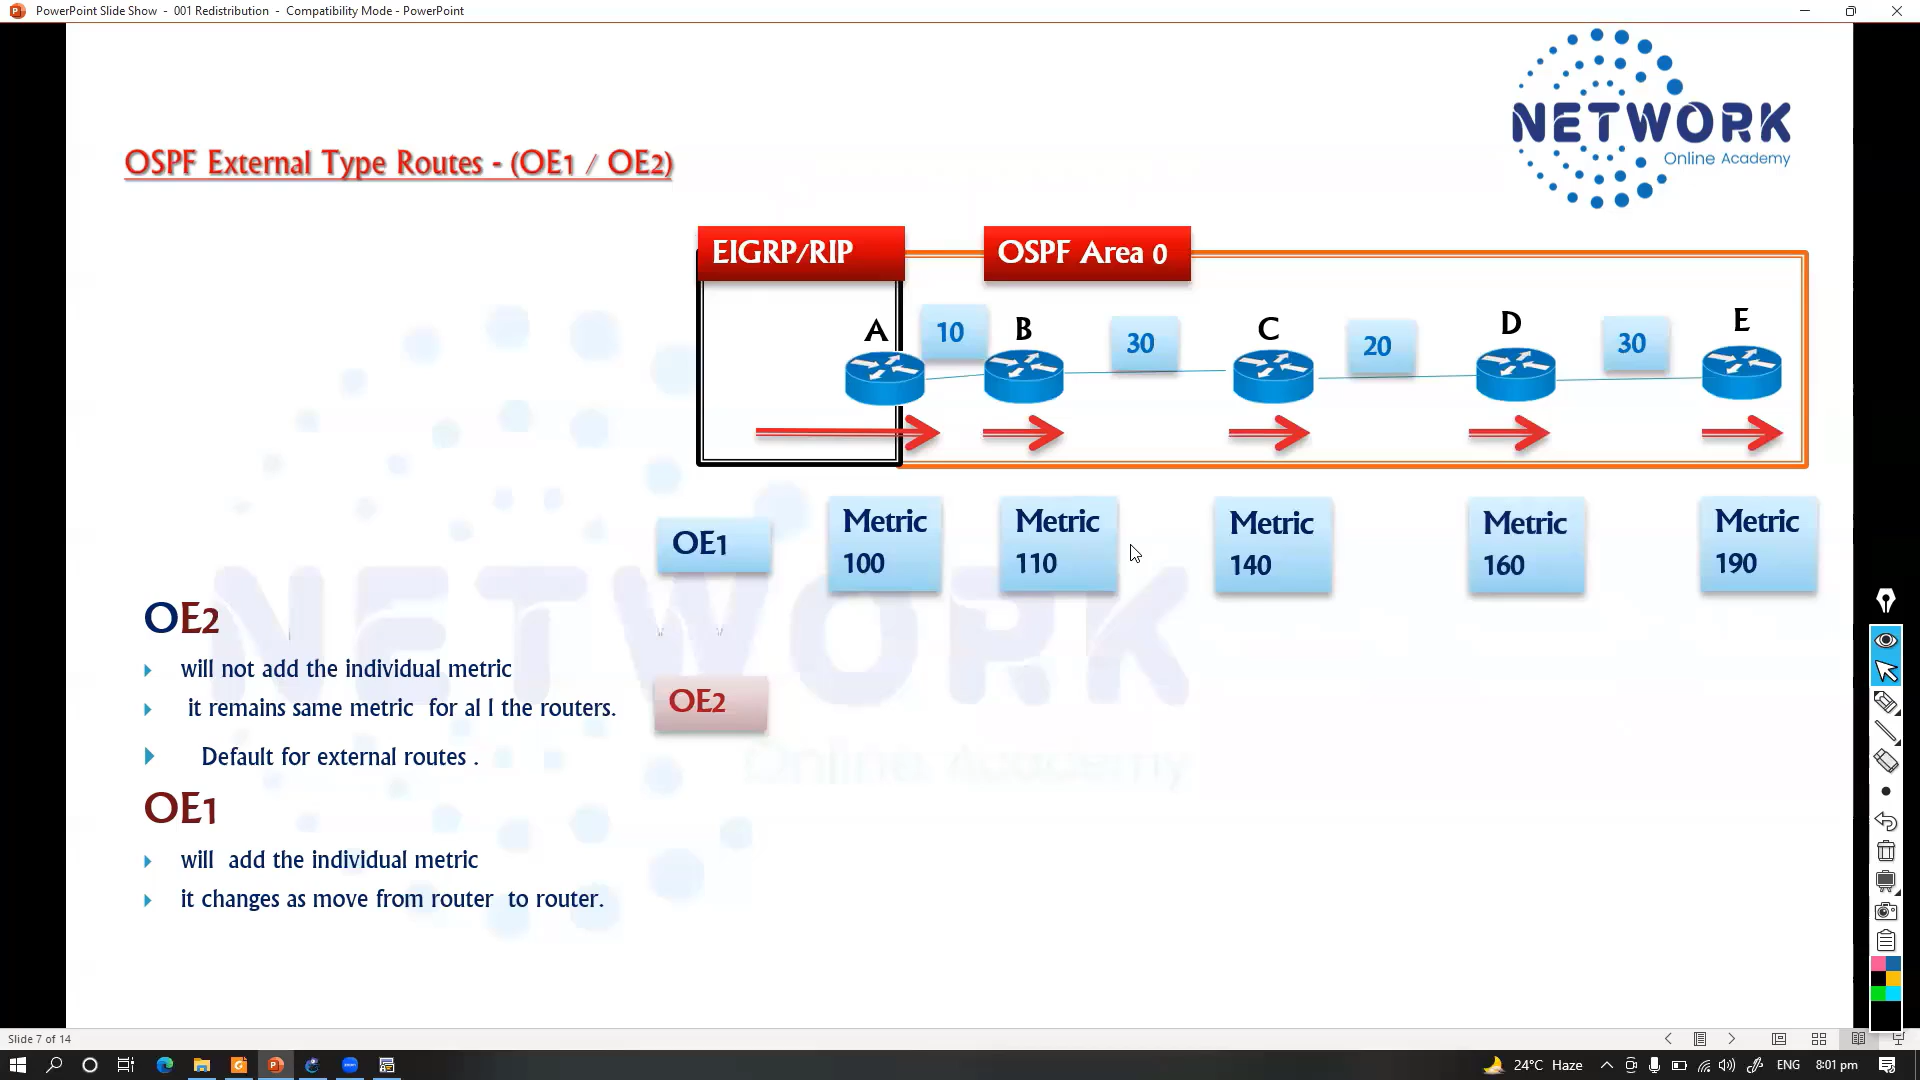 PowerPoint Slide Show - 001 Redistribution - Compatibility Mode - PowerPoint
NETWORK
Online Academy
OSPF External Type Routes - (OE1 / OE2)
EIGRP/RIP
OSPF Area 0
A
10
B
30
C
20
D
30
E
OE1
Metric
100
Metric
110
Metric
140
Metric
160
Metric
190
OE2
will not add the individual metric
it remains same metric for al l the routers.
Default for external routes .
OE2
OE1
will add the individual metric
it changes as move from router to router.
NETWORK
Online Academy
Slide 7 of 14
24°C Haze
ENG
8:01 pm